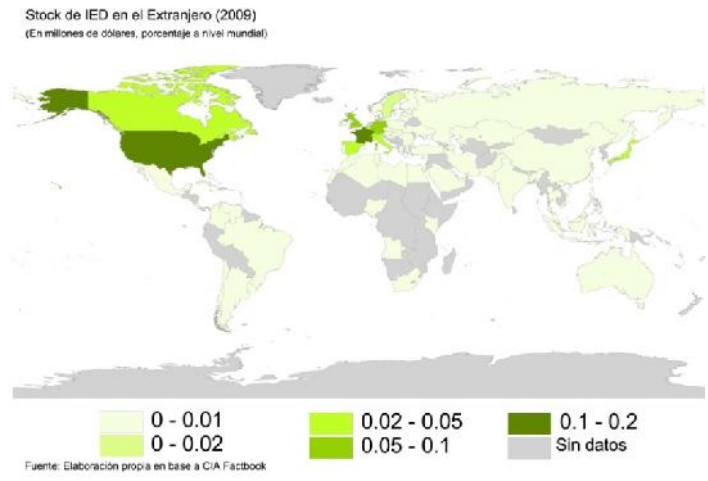 Stock de IED en el Extranjero (2009)
(En millones de dólares, porcentaje a nivel mundial)
0 - 0.01
0 - 0.02
0.02 - 0.05
0.05 - 0.1
0.1 - 0.2
Sin datos
Fuente: Elaboración propia en base a CIA Factbook